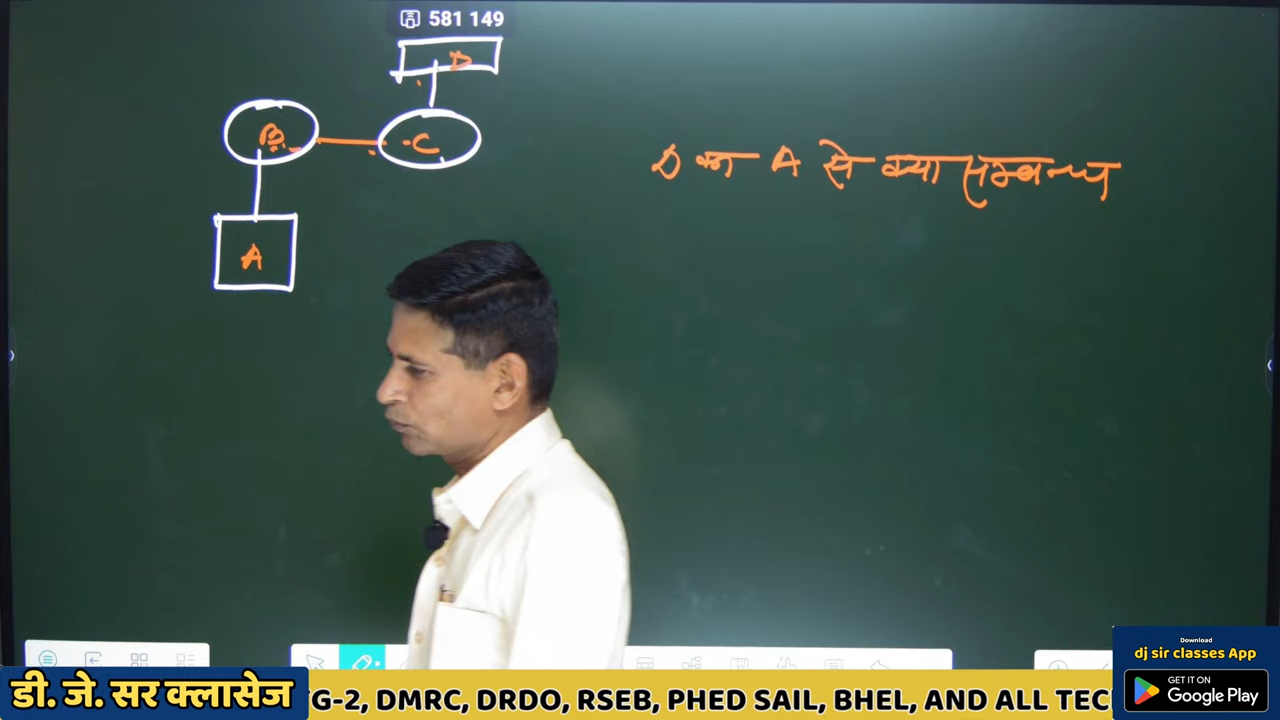 581 149
D
B
C
A
D का A से क्या सम्बन्ध
Download
dj sir classes App
GET IT ON
Google Play
डी. जे. सर क्लासेज
TG-2, DMRC, DRDO, RSEB, PHED SAIL, BHEL, AND ALL TEC